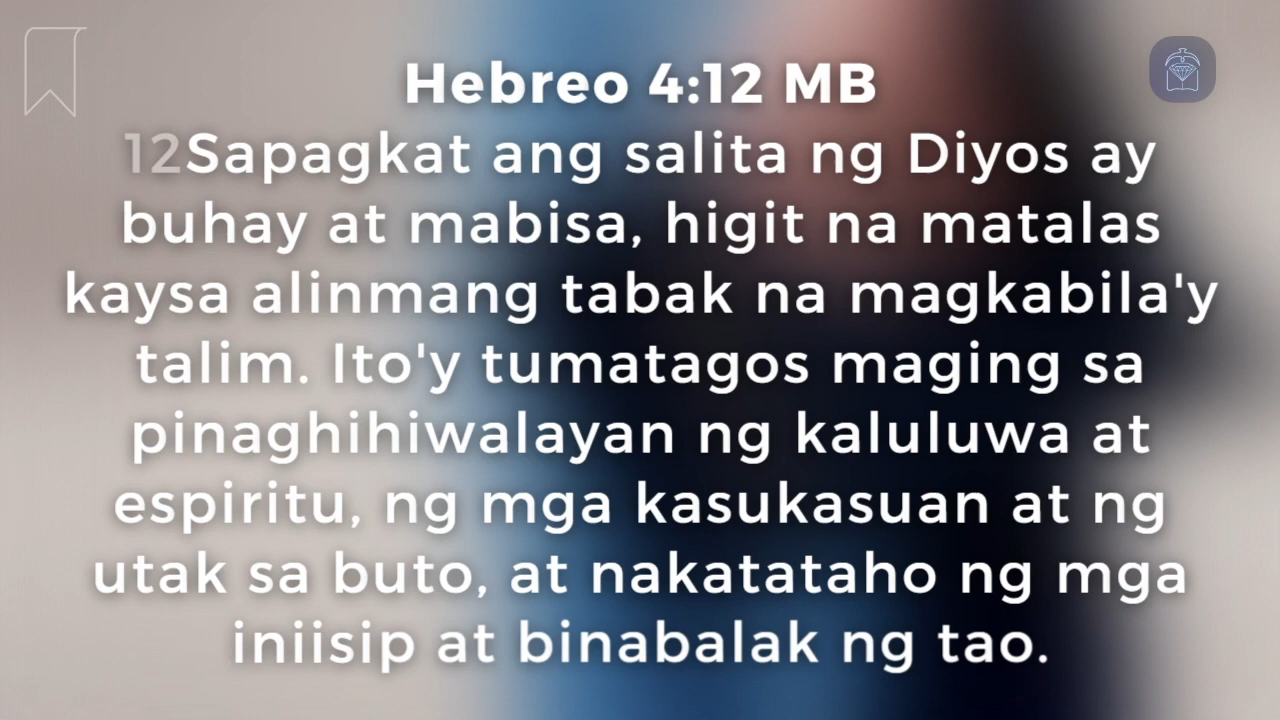 Hebreo 4:12 MB
12Sapagkat ang salita ng Diyos ay
buhay at mabisa, higit na matalas
kaysa alinmang tabak na magkabila'y
talim. Ito'y tumatagos maging sa
pinaghihiwalayan ng kaluluwa at
espiritu, ng mga kasukasuan at ng
utak sa buto, at nakatataho ng mga
iniisip at binabalak ng tao.